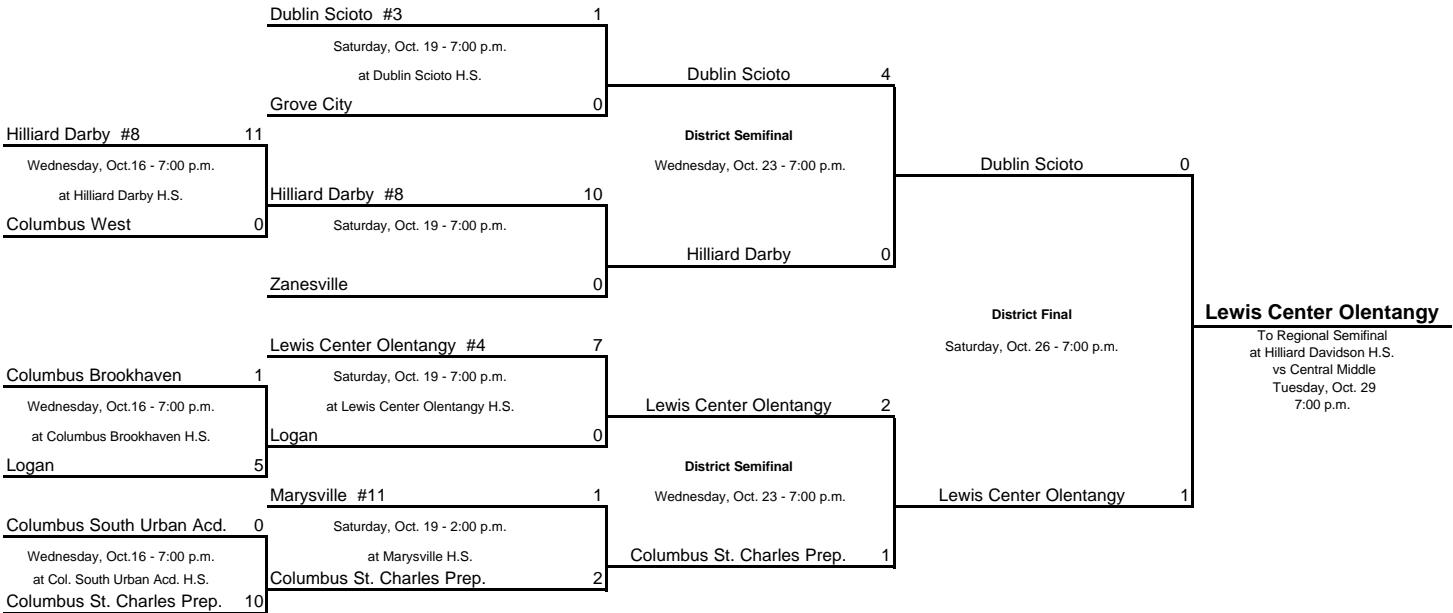 Dublin Scioto #3 1
Saturday, Oct. 19 - 7:00 p.m.
at Dublin Scioto H.S.
Grove City 0
Dublin Scioto 4
Hilliard Darby #8 11
Wednesday, Oct.16 - 7:00 p.m.
at Hilliard Darby H.S.
Columbus West 0
Hilliard Darby #8 10
Saturday, Oct. 19 - 7:00 p.m.
Zanesville 0
District Semifinal
Wednesday, Oct. 23 - 7:00 p.m.
Hilliard Darby 0
Dublin Scioto 0
Lewis Center Olentangy #4 7
Saturday, Oct. 19 - 7:00 p.m.
at Lewis Center Olentangy H.S.
Logan 0
Columbus Brookhaven 1
Wednesday, Oct.16 - 7:00 p.m.
at Columbus Brookhaven H.S.
Logan 5
Lewis Center Olentangy 2
District Semifinal
Wednesday, Oct. 23 - 7:00 p.m.
Marysville #11 1
Saturday, Oct. 19 - 2:00 p.m.
at Marysville H.S.
Columbus St. Charles Prep. 2
Columbus South Urban Acd. 0
Wednesday, Oct.16 - 7:00 p.m.
at Col. South Urban Acd. H.S.
Columbus St. Charles Prep. 10
Columbus St. Charles Prep. 1
District Final
Saturday, Oct. 26 - 7:00 p.m.
Lewis Center Olentangy 1
Lewis Center Olentangy
To Regional Semifinal
at Hilliard Davidson H.S.
vs Central Middle
Tuesday, Oct. 29
7:00 p.m.